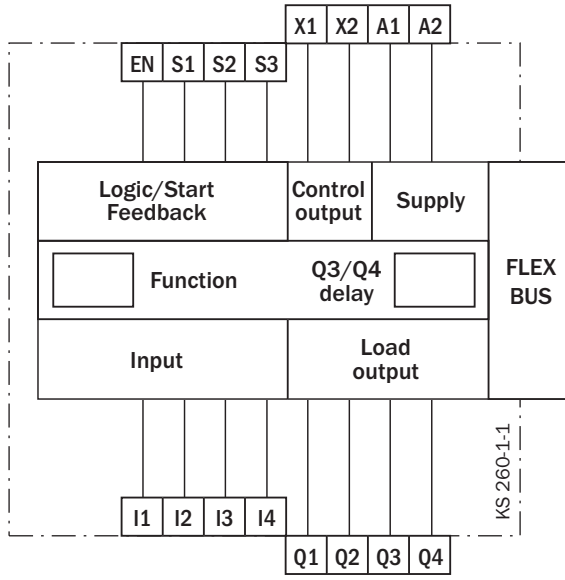 X1 X2 A1 A2
EN S1 S2 S3
Logic/Start
Feedback
Control
output
Supply
Function
Q3/Q4
delay
FLEX
BUS
Input
Load
output
KS 260-1-1
I1 I2 I3 I4
Q1 Q2 Q3 Q4